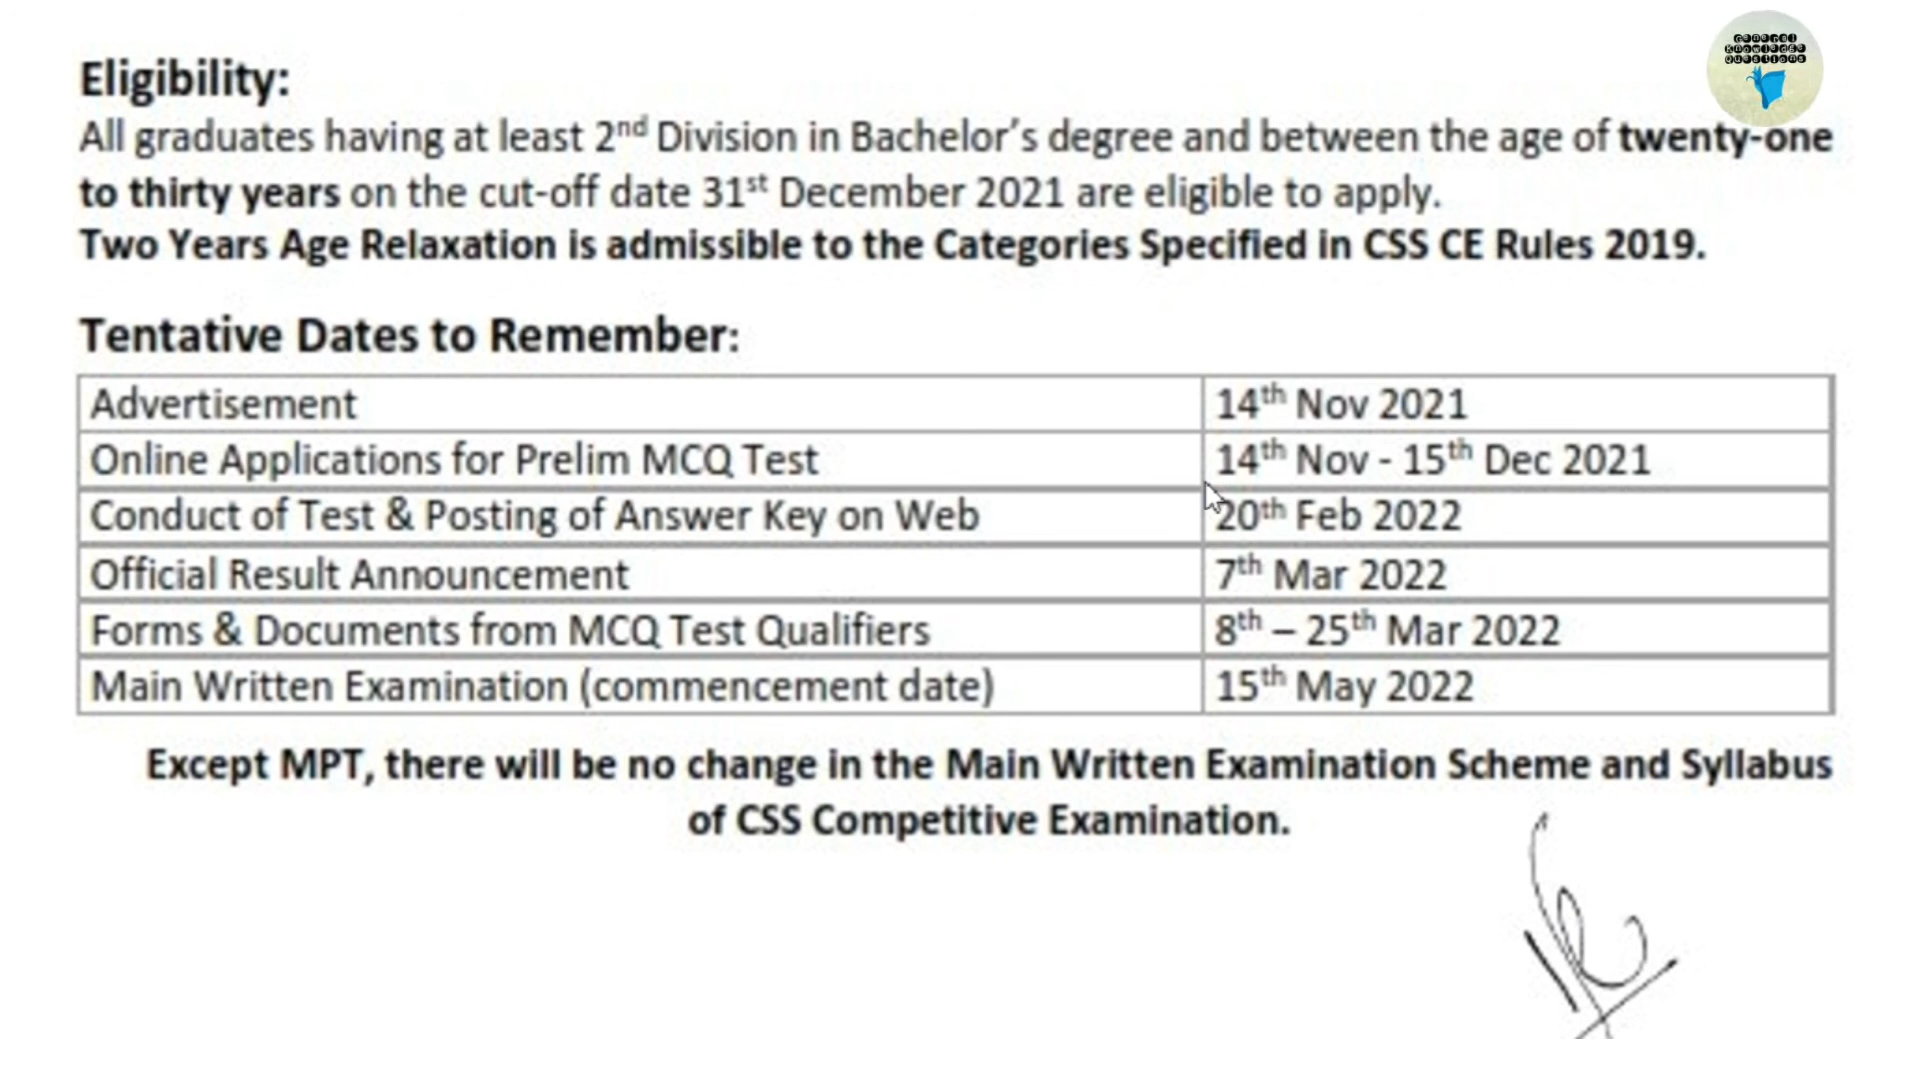 General
Knowledge
Questions
Eligibility:
All graduates having at least 2nd Division in Bachelor's degree and between the age of twenty-one
to thirty years on the cut-off date 31st December 2021 are eligible to apply.
Two Years Age Relaxation is admissible to the Categories Specified in CSS CE Rules 2019.
Tentative Dates to Remember:
Advertisement 14th Nov 2021
Online Applications for Prelim MCQ Test 14th Nov - 15th Dec 2021
Conduct of Test & Posting of Answer Key on Web 20th Feb 2022
Official Result Announcement 7th Mar 2022
Forms & Documents from MCQ Test Qualifiers 8th – 25th Mar 2022
Main Written Examination (commencement date) 15th May 2022
Except MPT, there will be no change in the Main Written Examination Scheme and Syllabus
of CSS Competitive Examination.